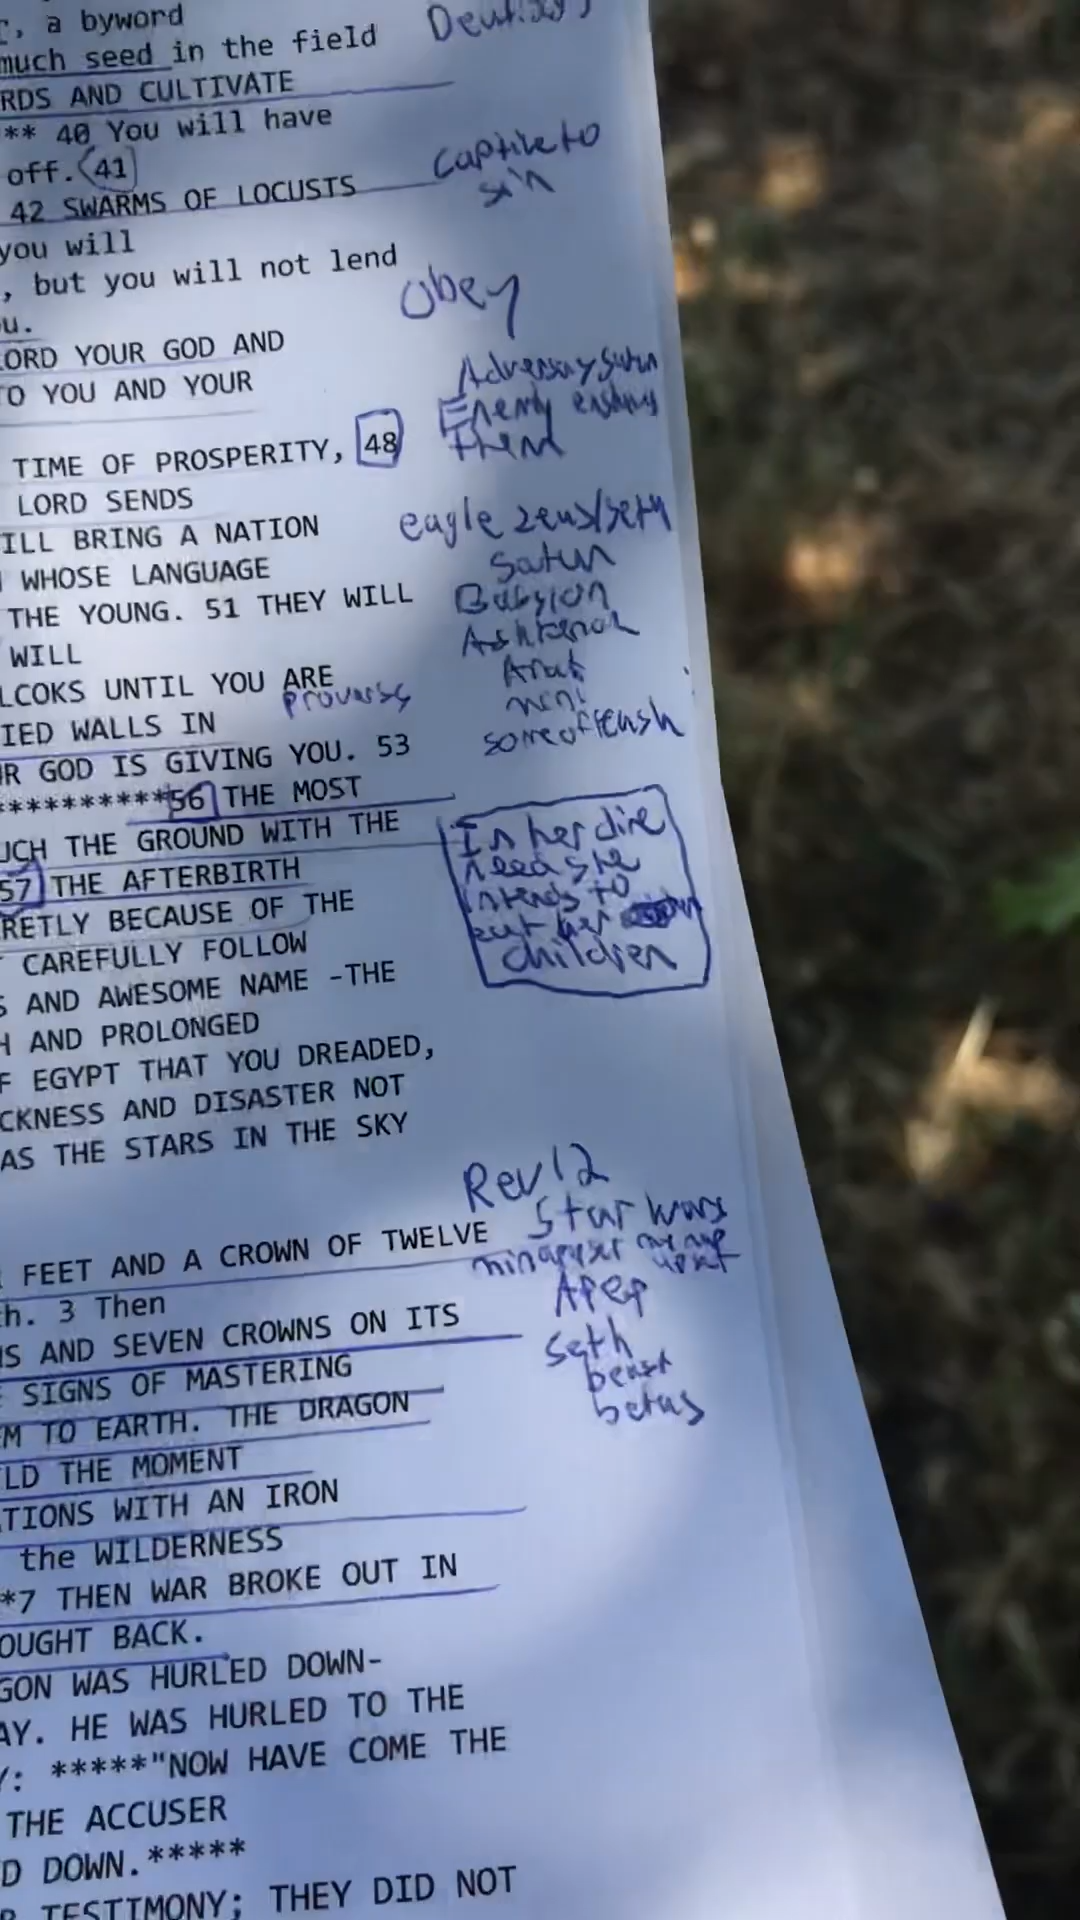 , a byword
much seed in the field
RDS AND CULTIVATE
** 40 You will have
captive to
sin
off. 41
42 SWARMS OF LOCUSTS
you will
, but you will not lend
u.
Obey
ORD YOUR GOD AND
O YOU AND YOUR
Enemy
them
TIME OF PROSPERITY, 48
LORD SENDS
ILL BRING A NATION
eagle zeus/seth
WHOSE LANGUAGE
Satun
THE YOUNG. 51 THEY WILL
Babylon
WILL
LCOKS UNTIL YOU ARE
IED WALLS IN
R GOD IS GIVING YOU. 53
**********56 THE MOST
UCH THE GROUND WITH THE
57 THE AFTERBIRTH
In her dire
need she
intends to
eat her
children
RETLY BECAUSE OF THE
CAREFULLY FOLLOW
S AND AWESOME NAME -THE
H AND PROLONGED
F EGYPT THAT YOU DREADED,
CKNESS AND DISASTER NOT
AS THE STARS IN THE SKY
Rev 12
Star wars
FEET AND A CROWN OF TWELVE
Apep
h. 3 Then
seth
beast
NS AND SEVEN CROWNS ON ITS
SIGNS OF MASTERING
M TO EARTH. THE DRAGON
LD THE MOMENT
TIONS WITH AN IRON
the WILDERNESS
*7 THEN WAR BROKE OUT IN
OUGHT BACK.
GON WAS HURLED DOWN-
AY. HE WAS HURLED TO THE
: *****"NOW HAVE COME THE
THE ACCUSER
D DOWN.*****
TESTIMONY; THEY DID NOT